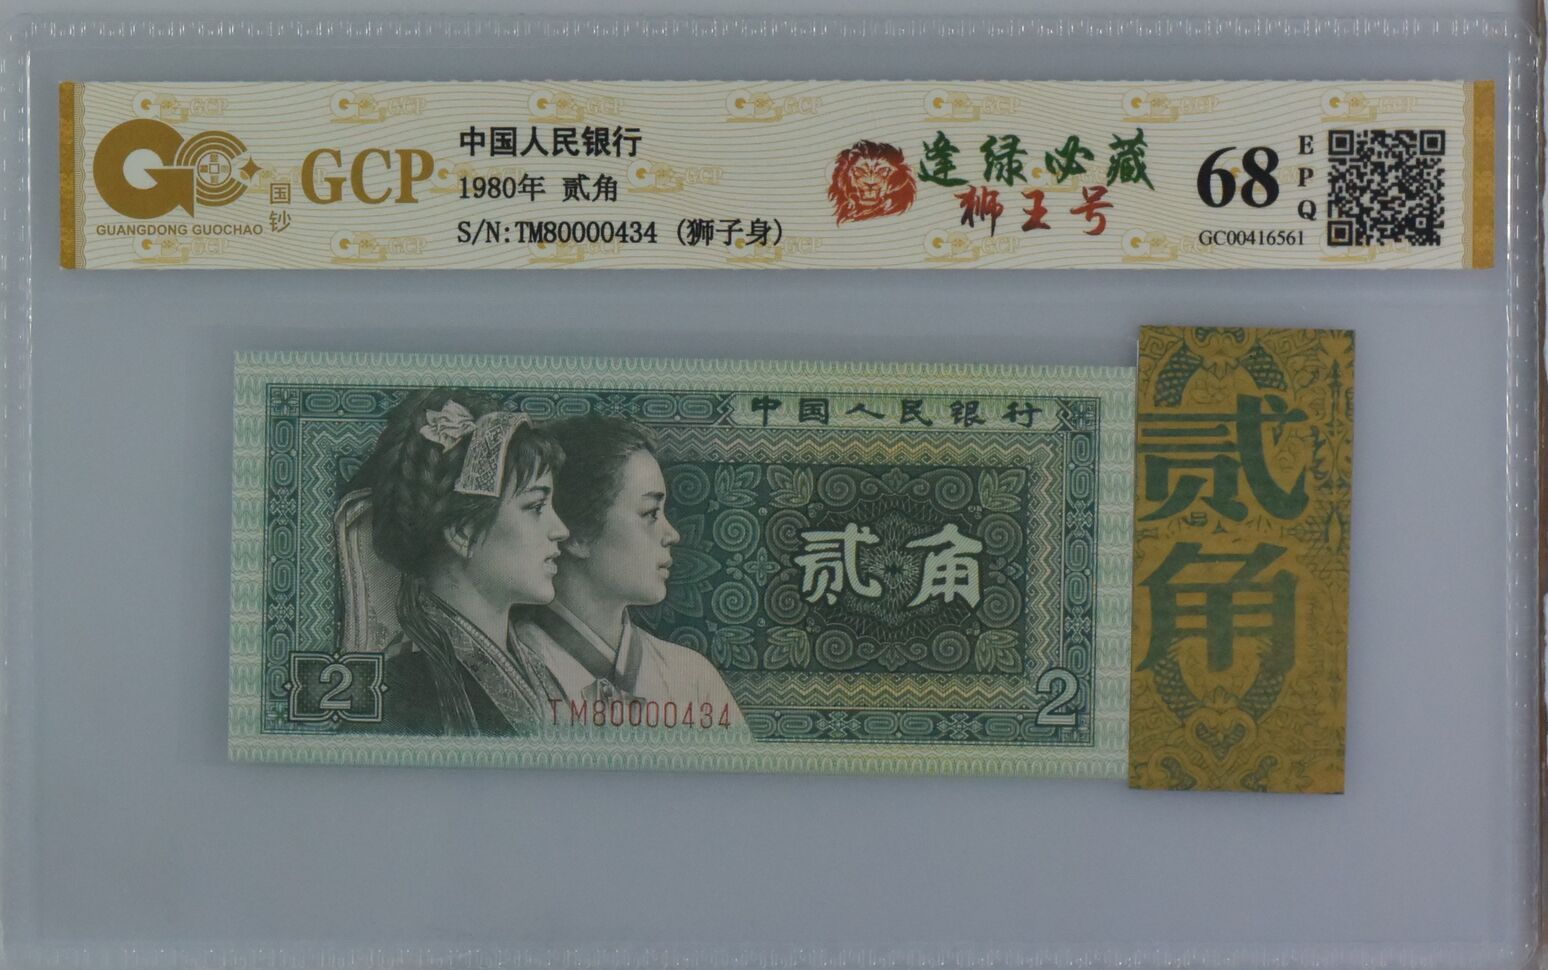 GCP
国钞
GUANGDONG GUOCHAO
中国人民银行
1980年 贰角
S/N:TM80000434 (狮子身)
逢绿必藏
狮王号
68
EPQ
GC00416561
中国人民银行
贰角
2
2
TM80000434
贰角